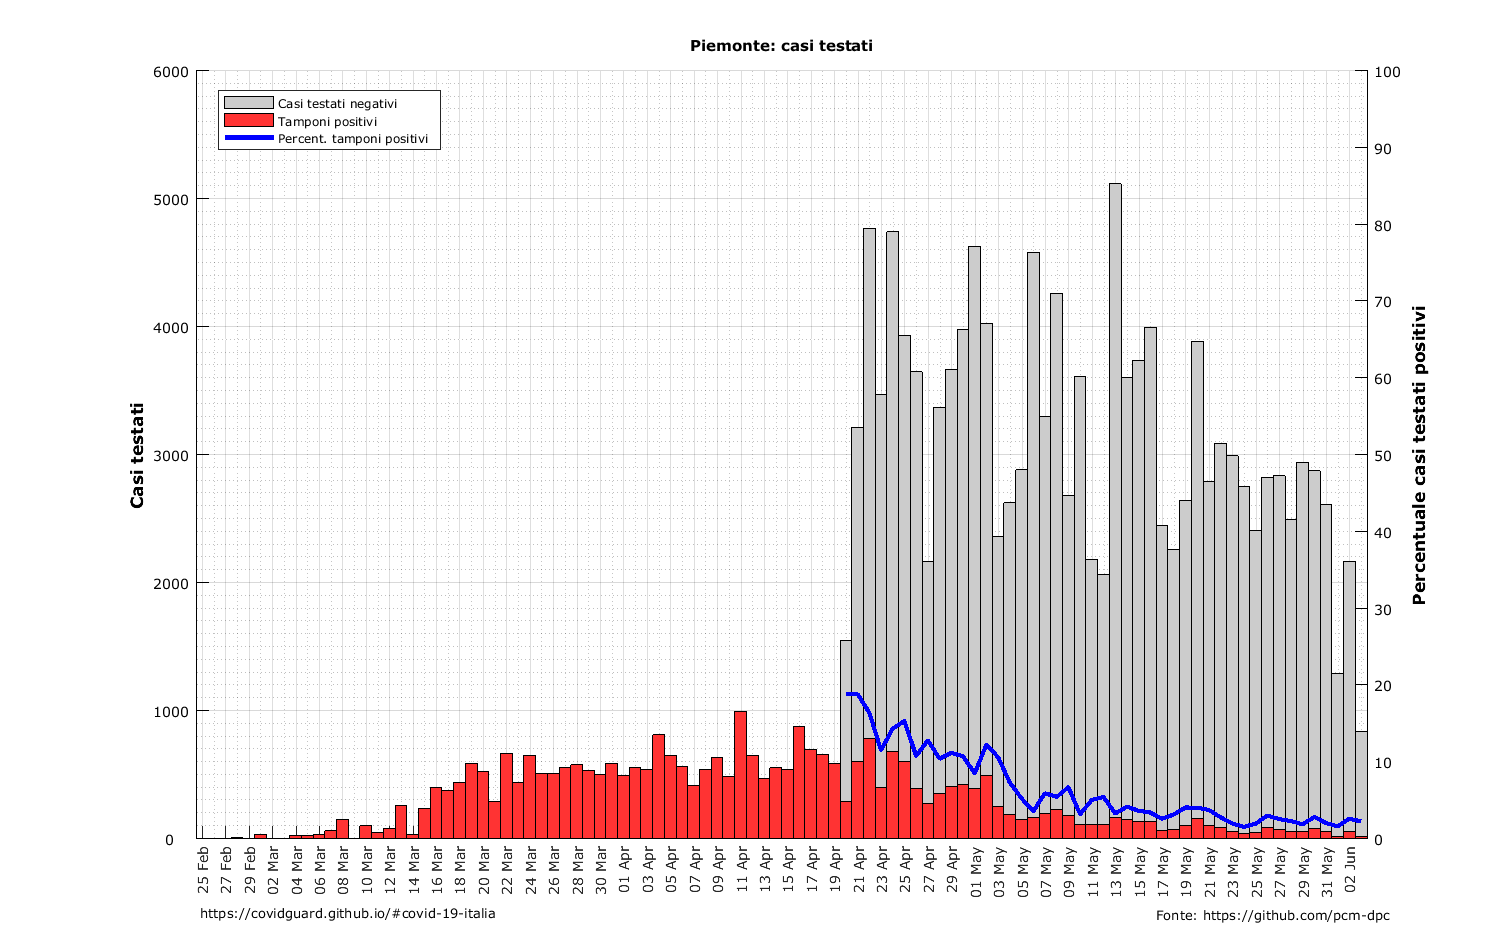 Piemonte: casi testati
6000
5000
4000
3000
2000
1000
0
100
90
80
70
60
50
40
30
20
10
0
Casi testati negativi
Tamponi positivi
Percent. tamponi positivi
Casi testati
Percentuale casi testati positivi
25 Feb
27 Feb
29 Feb
02 Mar
04 Mar
06 Mar
08 Mar
10 Mar
12 Mar
14 Mar
16 Mar
18 Mar
20 Mar
22 Mar
24 Mar
26 Mar
28 Mar
30 Mar
01 Apr
03 Apr
05 Apr
07 Apr
09 Apr
11 Apr
13 Apr
15 Apr
17 Apr
19 Apr
21 Apr
23 Apr
25 Apr
27 Apr
29 Apr
01 May
03 May
05 May
07 May
09 May
11 May
13 May
15 May
17 May
19 May
21 May
23 May
25 May
27 May
29 May
31 May
02 Jun
https://covidguard.github.io/#covid-19-italia
Fonte: https://github.com/pcm-dpc